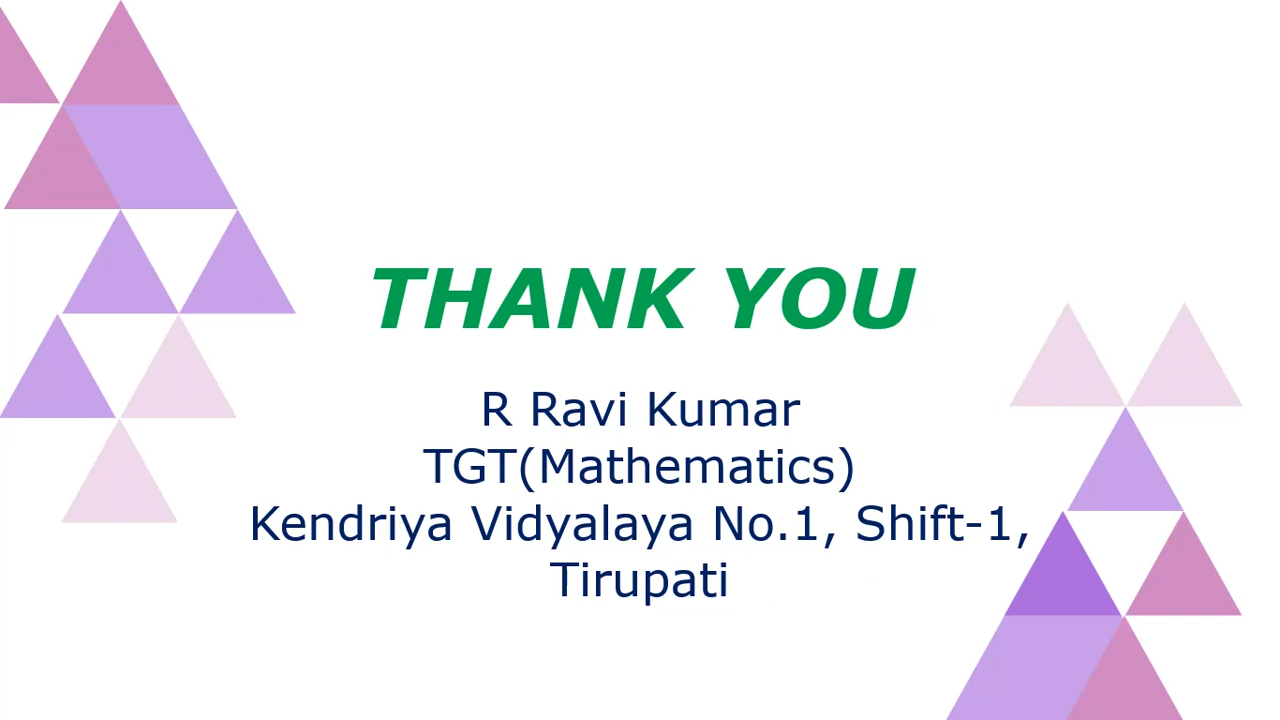 THANK YOU
R Ravi Kumar
TGT(Mathematics)
Kendriya Vidyalaya No.1, Shift-1,
Tirupati